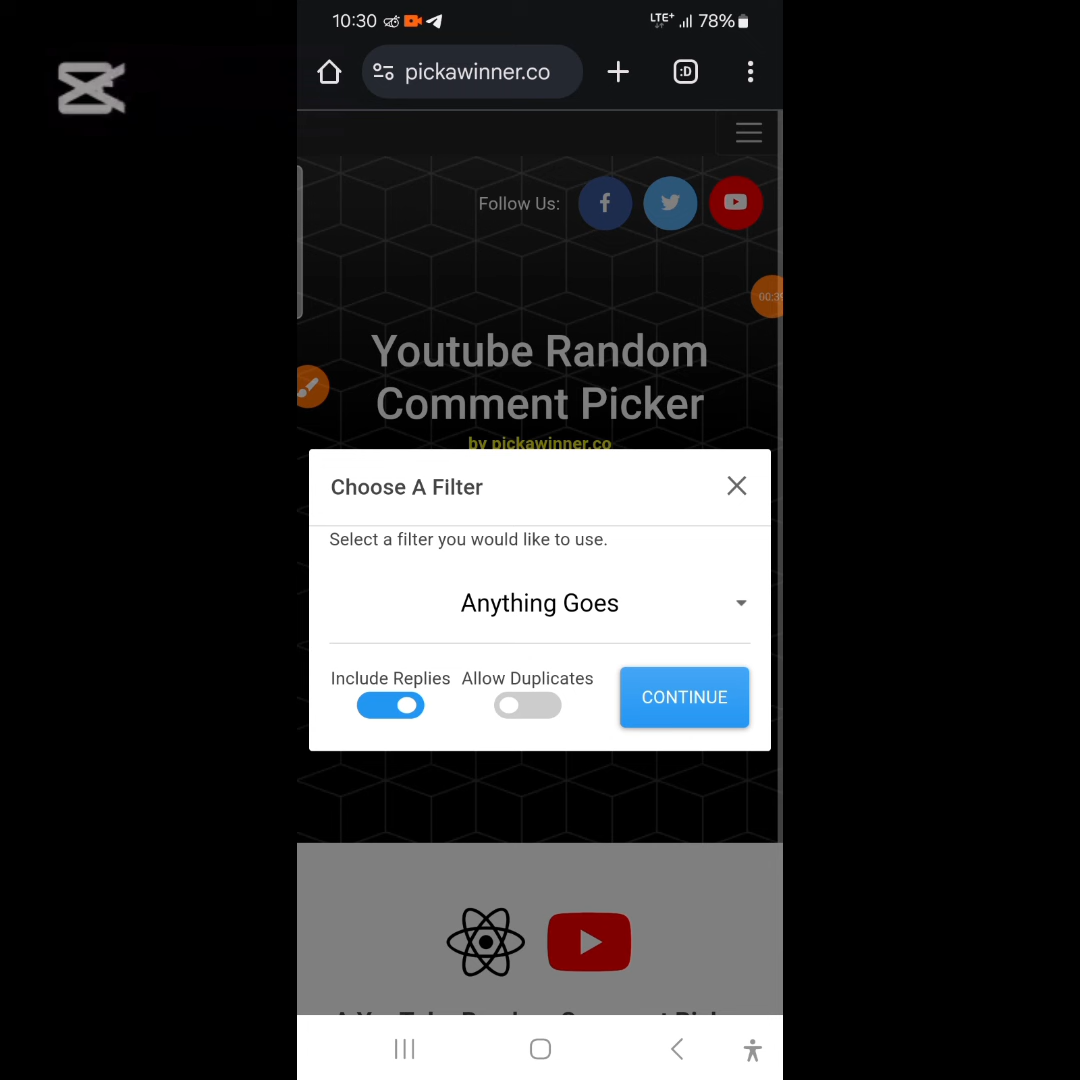 10:30 LTE+ 78%
pickawinner.co :D
Follow Us:
Youtube Random
Comment Picker
by pickawinner.co
Choose A Filter
Select a filter you would like to use.
Anything Goes
Include Replies Allow Duplicates
CONTINUE